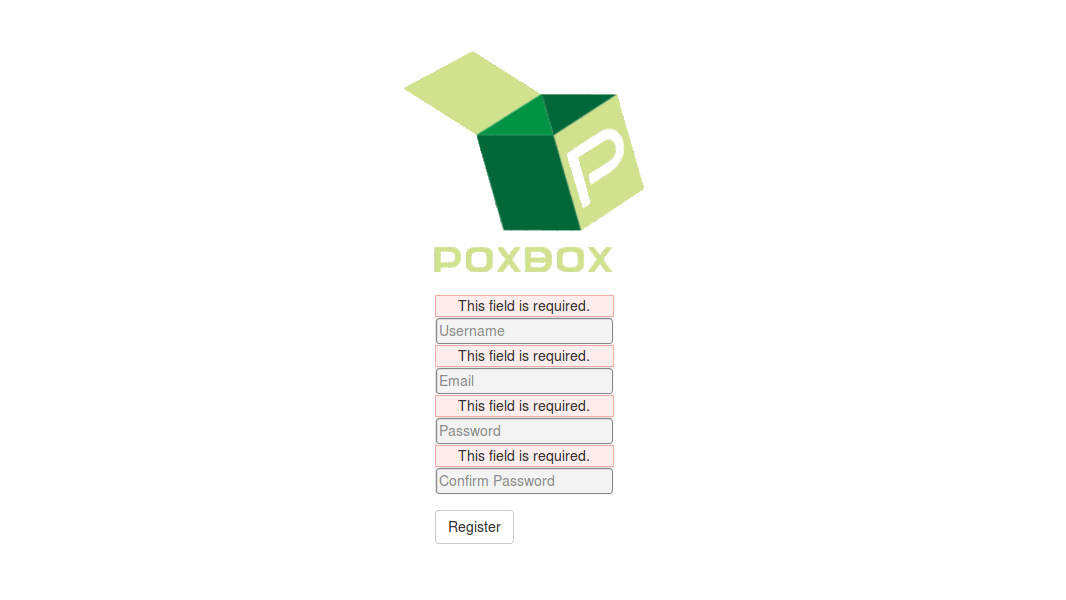 P
POXBOX
This field is required.
Username
This field is required.
Email
This field is required.
Password
This field is required.
Confirm Password
Register